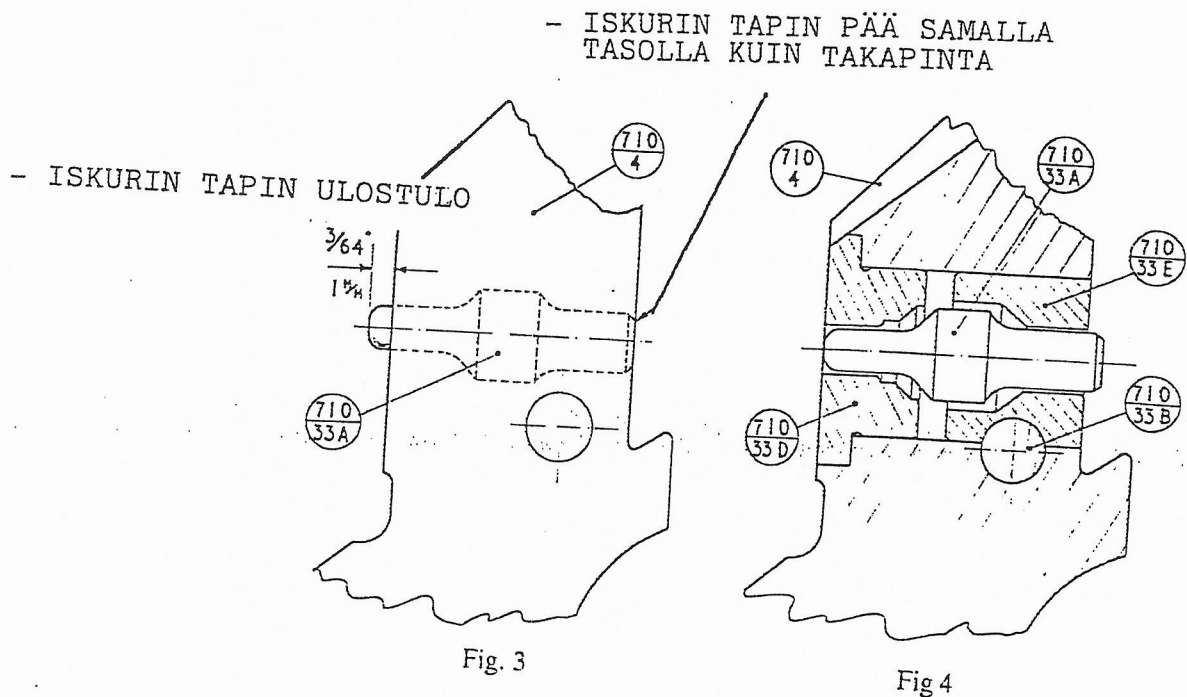 - ISKURIN TAPIN PÄÄ SAMALLA
TASOLLA KUIN TAKAPINTA
- ISKURIN TAPIN ULOSTULO
710
4
710
4
710
33A
3/64"
1 M/M
710
33E
710
33A
710
33D
710
33B
Fig. 3
Fig 4